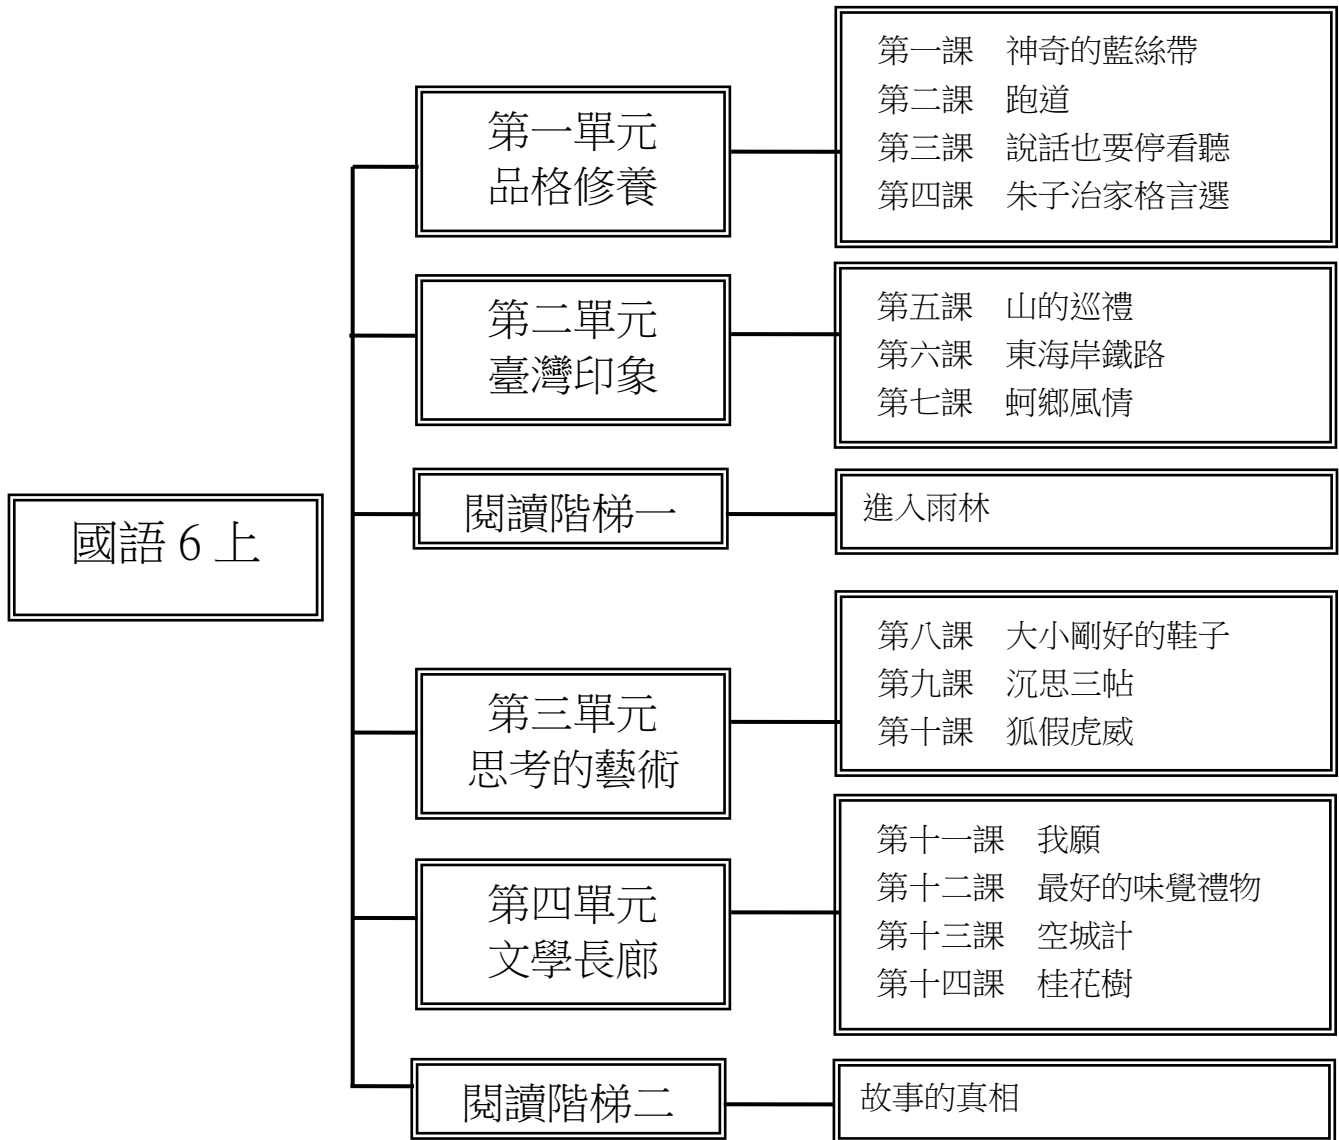 國語 6 上
第一單元
品格修養
第一課　神奇的藍絲帶
第二課　跑道
第三課　說話也要停看聽
第四課　朱子治家格言選
第二單元
臺灣印象
第五課　山的巡禮
第六課　東海岸鐵路
第七課　蚵鄉風情
閱讀階梯一
進入雨林
第三單元
思考的藝術
第八課　大小剛好的鞋子
第九課　沉思三帖
第十課　狐假虎威
第四單元
文學長廊
第十一課　我願
第十二課　最好的味覺禮物
第十三課　空城計
第十四課　桂花樹
閱讀階梯二
故事的真相